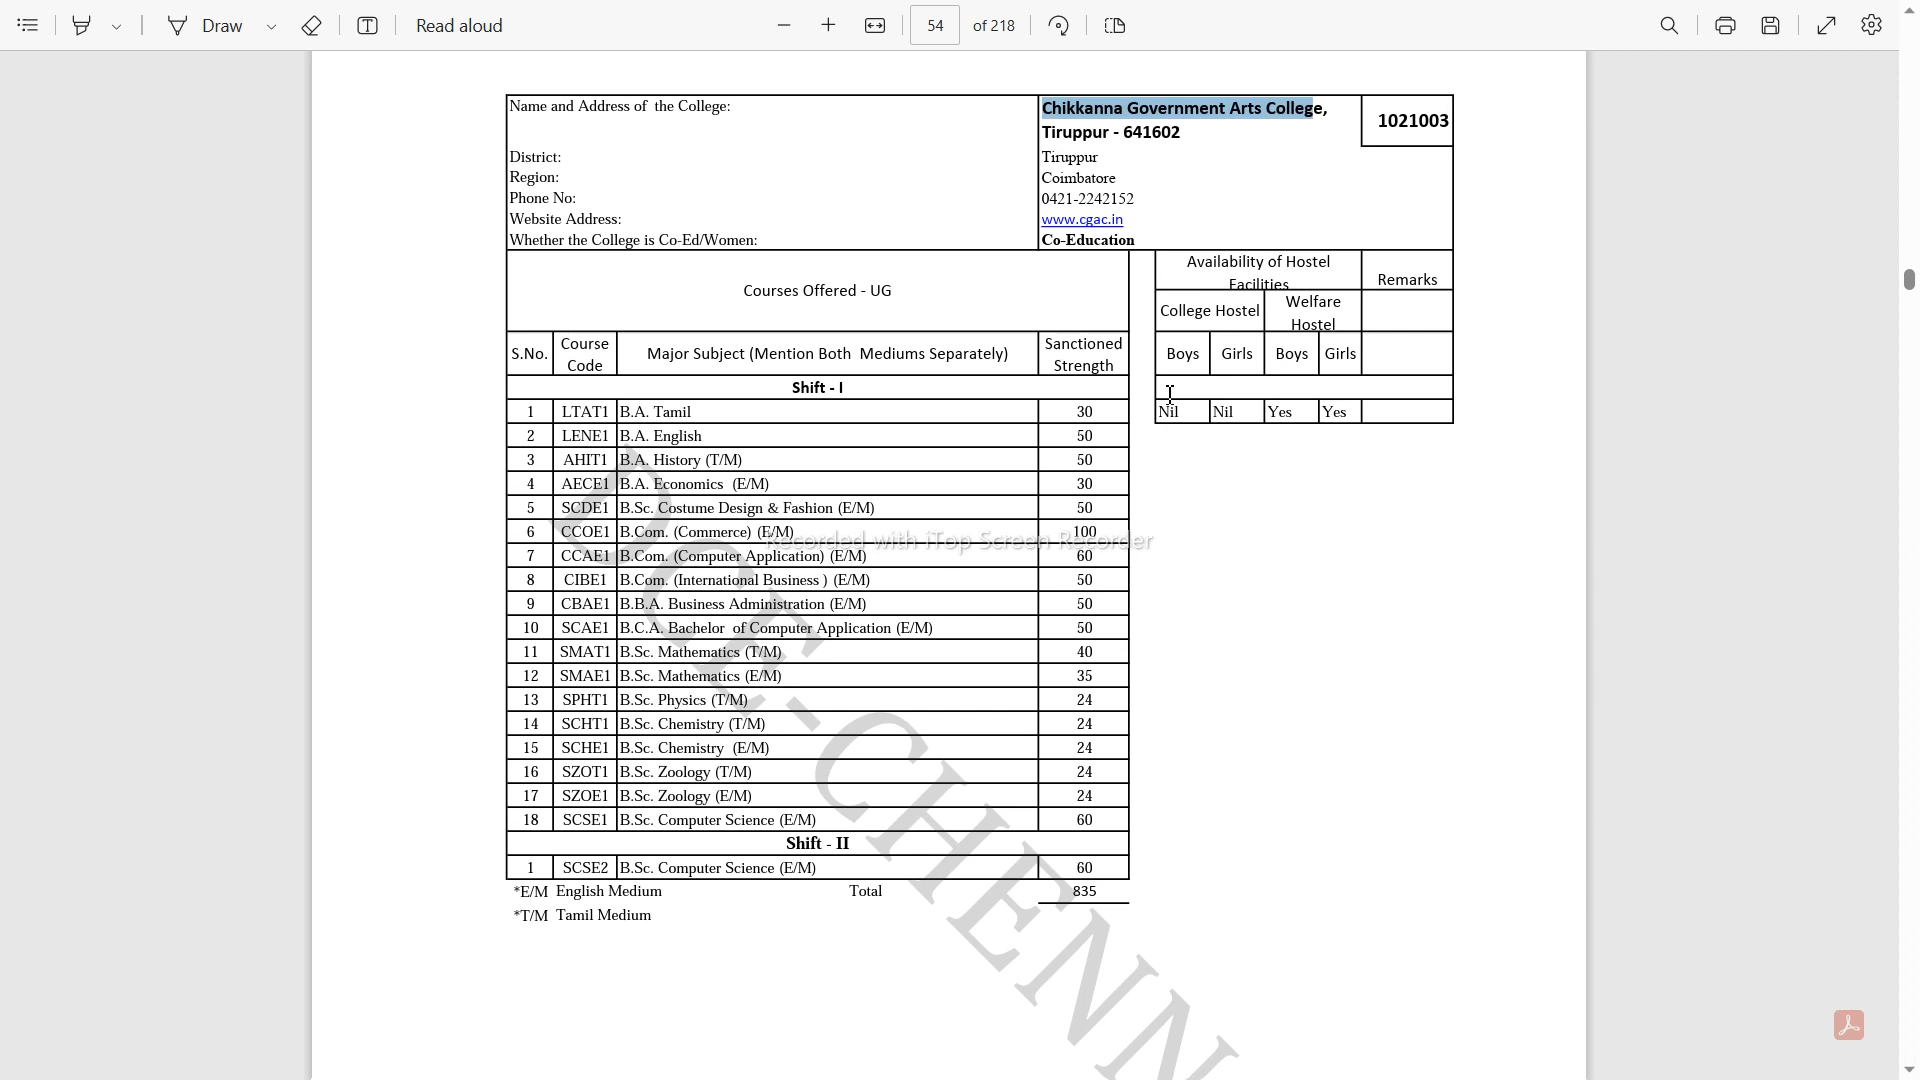 Draw
Read aloud
54 of 218
Name and Address of the College:
Chikkanna Government Arts College,
Tiruppur - 641602
1021003
District: Tiruppur
Region: Coimbatore
Phone No: 0421-2242152
Website Address: www.cgac.in
Whether the College is Co-Ed/Women: Co-Education
Courses Offered - UG
Availability of Hostel
Facilities
Remarks
College Hostel
Welfare
Hostel
S.No. Course Code Major Subject (Mention Both Mediums Separately) Sanctioned Strength
Boys Girls Boys Girls
Shift - I
Nil Nil Yes Yes
1 LTAT1 B.A. Tamil 30
2 LENE1 B.A. English 50
3 AHIT1 B.A. History (T/M) 50
4 AECE1 B.A. Economics (E/M) 30
5 SCDE1 B.Sc. Costume Design & Fashion (E/M) 50
6 CCOE1 B.Com. (Commerce) (E/M) 100
Recorded with iTop Screen Recorder
7 CCAE1 B.Com. (Computer Application) (E/M) 60
8 CIBE1 B.Com. (International Business ) (E/M) 50
9 CBAE1 B.B.A. Business Administration (E/M) 50
10 SCAE1 B.C.A. Bachelor of Computer Application (E/M) 50
11 SMAT1 B.Sc. Mathematics (T/M) 40
12 SMAE1 B.Sc. Mathematics (E/M) 35
13 SPHT1 B.Sc. Physics (T/M) 24
14 SCHT1 B.Sc. Chemistry (T/M) 24
15 SCHE1 B.Sc. Chemistry (E/M) 24
16 SZOT1 B.Sc. Zoology (T/M) 24
17 SZOE1 B.Sc. Zoology (E/M) 24
18 SCSE1 B.Sc. Computer Science (E/M) 60
Shift - II
1 SCSE2 B.Sc. Computer Science (E/M) 60
*E/M English Medium Total 835
*T/M Tamil Medium
DCE-CHENN